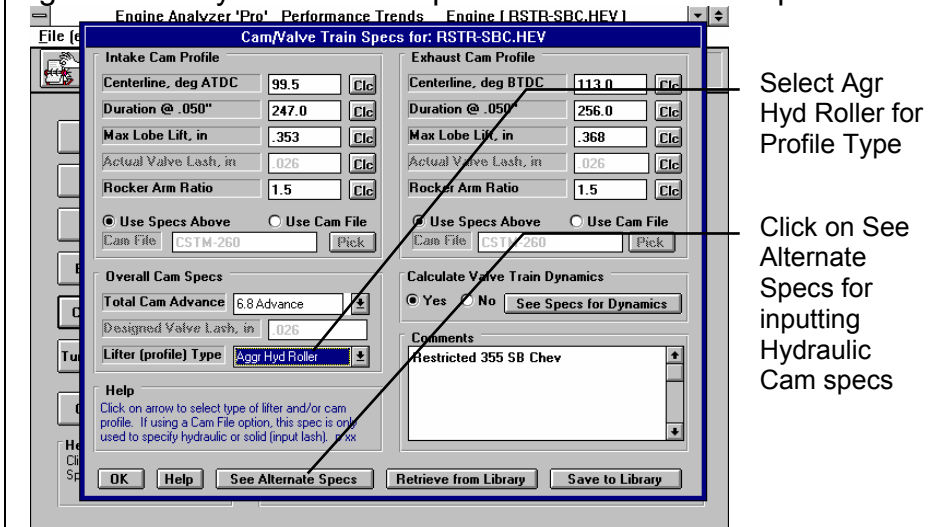 Engine Analyzer 'Pro' Performance Trends Engine [ RSTR-SBC.HEV ]
File (e
Cam/Valve Train Specs for: RSTR-SBC.HEV
Intake Cam Profile
Centerline, deg ATDC 99.5 Clc
Duration @ .050" 247.0 Clc
Max Lobe Lift, in .353 Clc
Actual Valve Lash, in .026 Clc
Rocker Arm Ratio 1.5 Clc
Use Specs Above Use Cam File
Cam File CSTM-260 Pick
Exhaust Cam Profile
Centerline, deg BTDC 113.0 Clc
Duration @ .050" 256.0 Clc
Max Lobe Lift, in .368 Clc
Actual Valve Lash, in .026 Clc
Rocker Arm Ratio 1.5 Clc
Use Specs Above Use Cam File
Cam File CSTM-260 Pick
Overall Cam Specs
Total Cam Advance 6.8 Advance
Designed Valve Lash, in .026
Lifter (profile) Type Aggr Hyd Roller
Calculate Valve Train Dynamics
Yes No See Specs for Dynamics
Comments
Restricted 355 SB Chev
Help
Click on arrow to select type of lifter and/or cam
profile. If using a Cam File option, this spec is only
used to specify hydraulic or solid (input lash). p xx
OK Help See Alternate Specs Retrieve from Library Save to Library
Tu
He
Cli
Sp
Select Agr
Hyd Roller for
Profile Type
Click on See
Alternate
Specs for
inputting
Hydraulic
Cam specs